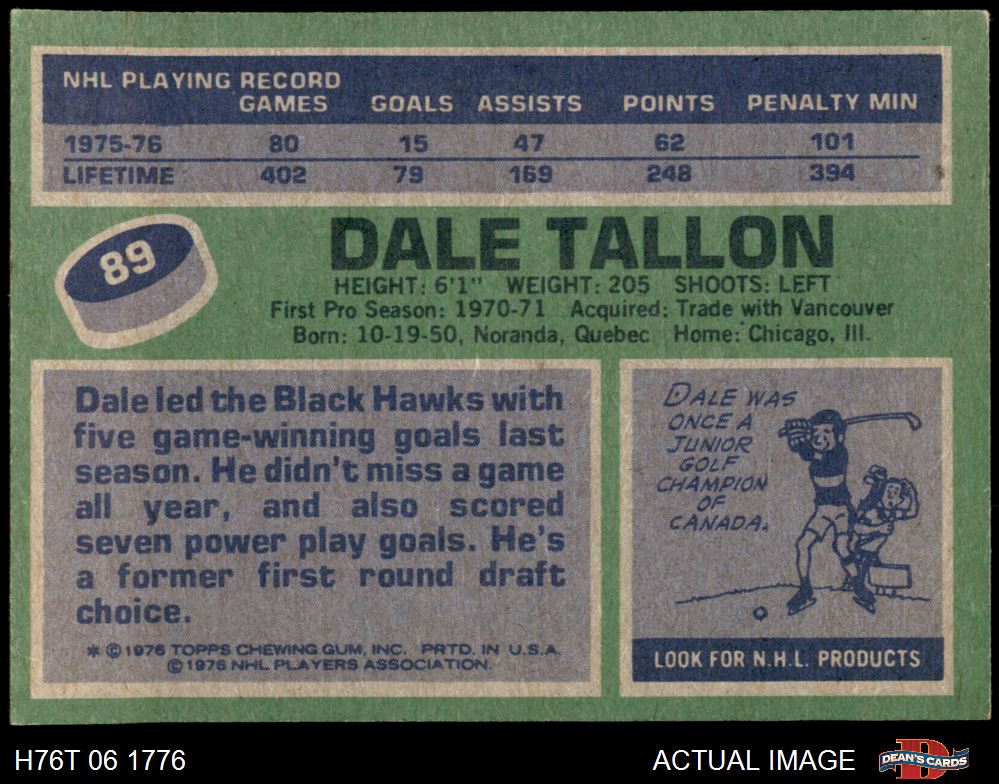 NHL PLAYING RECORD
GAMES GOALS ASSISTS POINTS PENALTY MIN
1975-76 80 15 47 62 101
LIFETIME 402 79 169 248 394
89
DALE TALLON
HEIGHT: 6'1" WEIGHT: 205 SHOOTS: LEFT
First Pro Season: 1970-71 Acquired: Trade with Vancouver
Born: 10-19-50, Noranda, Quebec Home: Chicago, Ill.
Dale led the Black Hawks with
five game-winning goals last
season. He didn't miss a game
all year, and also scored
seven power play goals. He's
a former first round draft
choice.
* ©1976 TOPPS CHEWING GUM, INC. PRTD. IN U.S.A.
©1976 NHL PLAYERS ASSOCIATION.
DALE WAS
ONCE A
JUNIOR
GOLF
CHAMPION
OF
CANADA.
LOOK FOR N.H.L. PRODUCTS
H76T 06 1776
ACTUAL IMAGE
D
DEAN'S CARDS